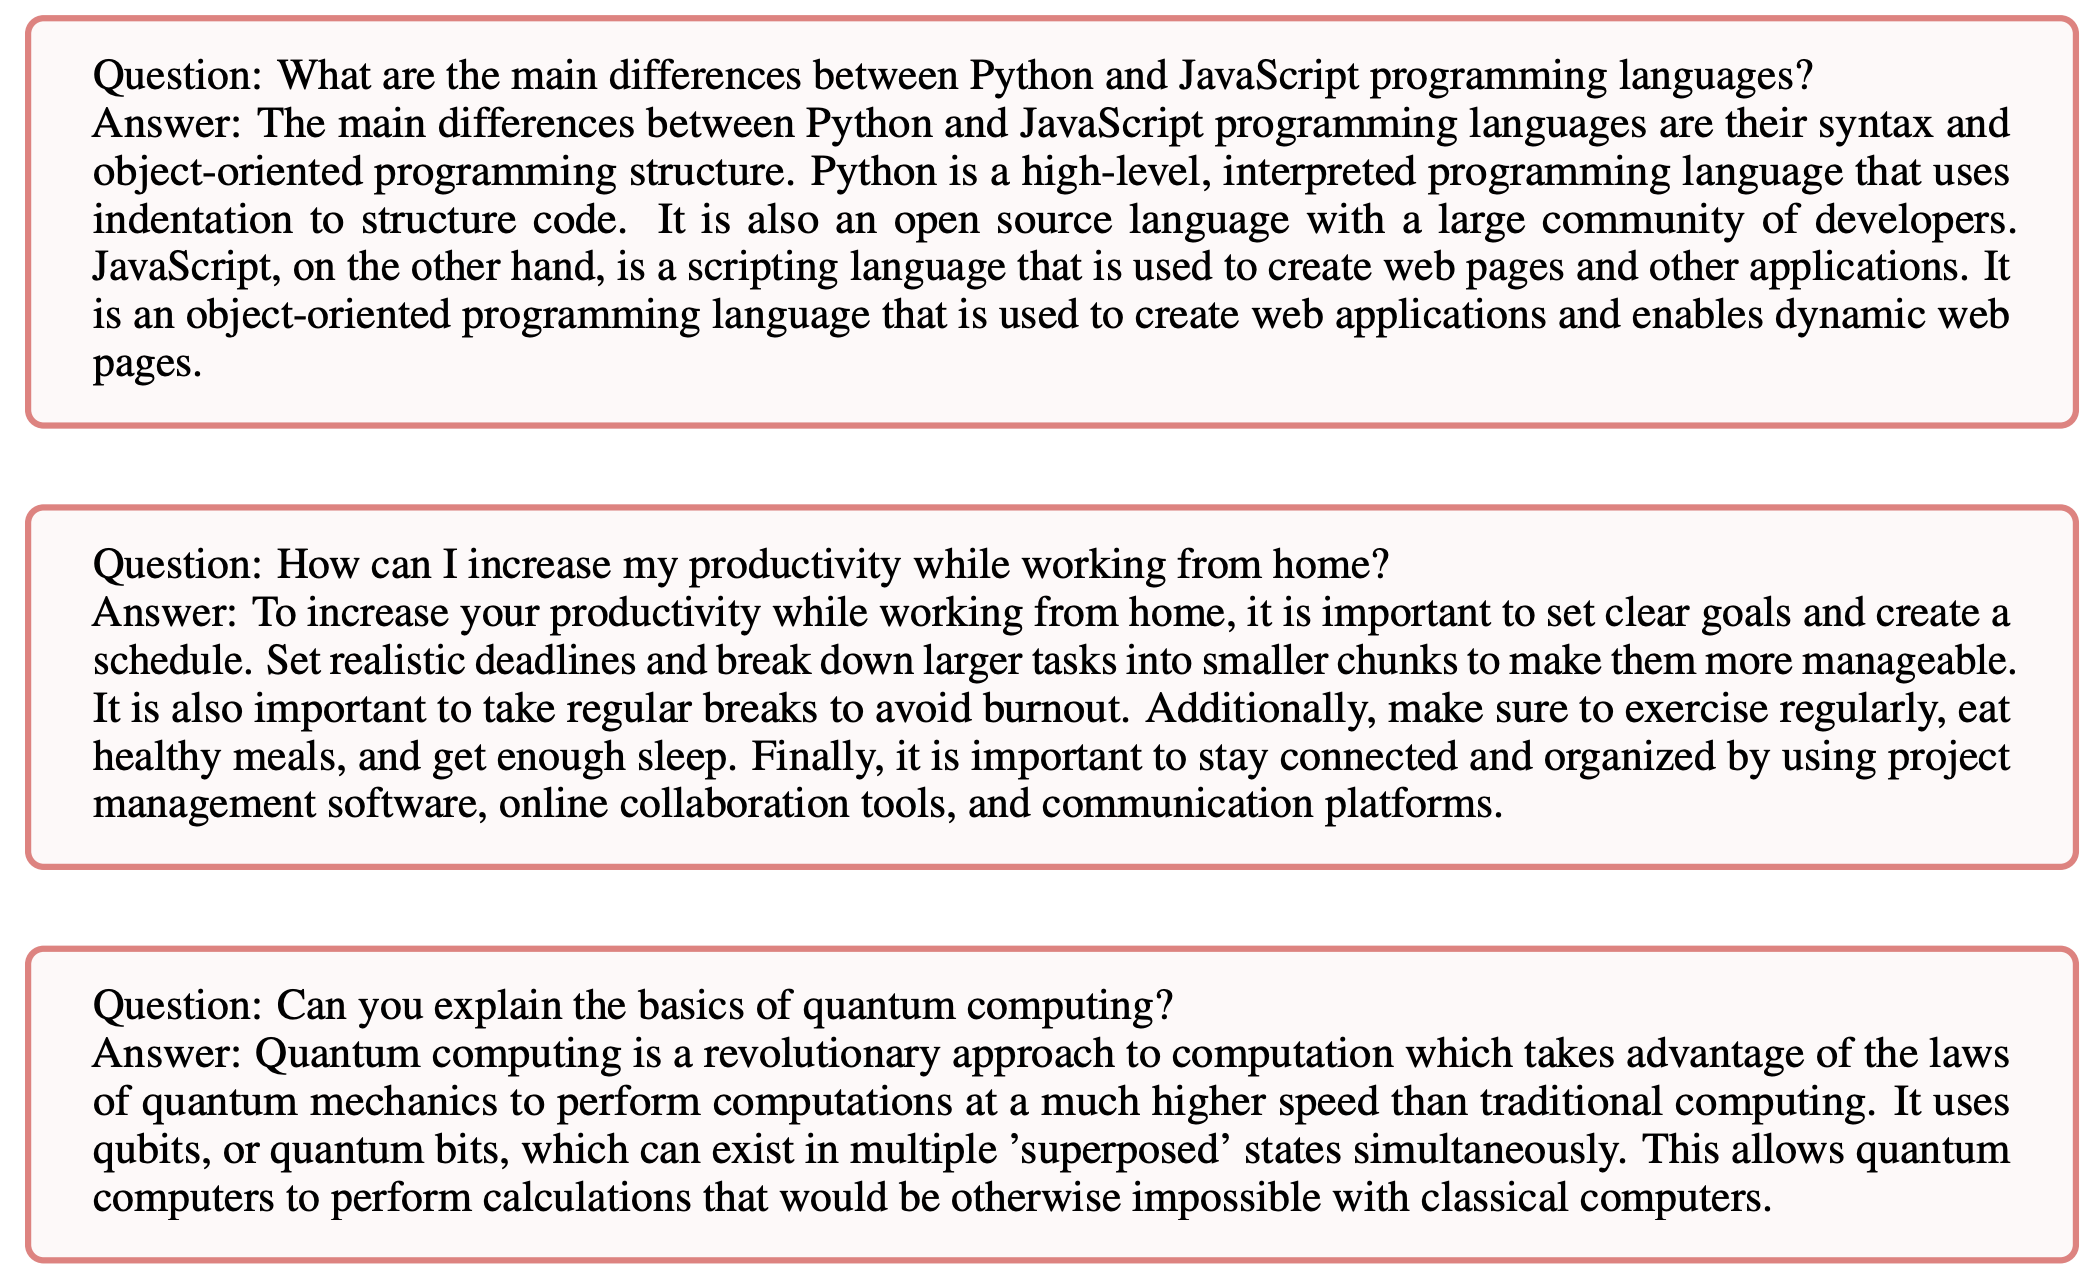 Question: What are the main differences between Python and JavaScript programming languages?
Answer: The main differences between Python and JavaScript programming languages are their syntax and
object-oriented programming structure. Python is a high-level, interpreted programming language that uses
indentation to structure code. It is also an open source language with a large community of developers.
JavaScript, on the other hand, is a scripting language that is used to create web pages and other applications. It
is an object-oriented programming language that is used to create web applications and enables dynamic web
pages.
Question: How can I increase my productivity while working from home?
Answer: To increase your productivity while working from home, it is important to set clear goals and create a
schedule. Set realistic deadlines and break down larger tasks into smaller chunks to make them more manageable.
It is also important to take regular breaks to avoid burnout. Additionally, make sure to exercise regularly, eat
healthy meals, and get enough sleep. Finally, it is important to stay connected and organized by using project
management software, online collaboration tools, and communication platforms.
Question: Can you explain the basics of quantum computing?
Answer: Quantum computing is a revolutionary approach to computation which takes advantage of the laws
of quantum mechanics to perform computations at a much higher speed than traditional computing. It uses
qubits, or quantum bits, which can exist in multiple ’superposed’ states simultaneously. This allows quantum
computers to perform calculations that would be otherwise impossible with classical computers.